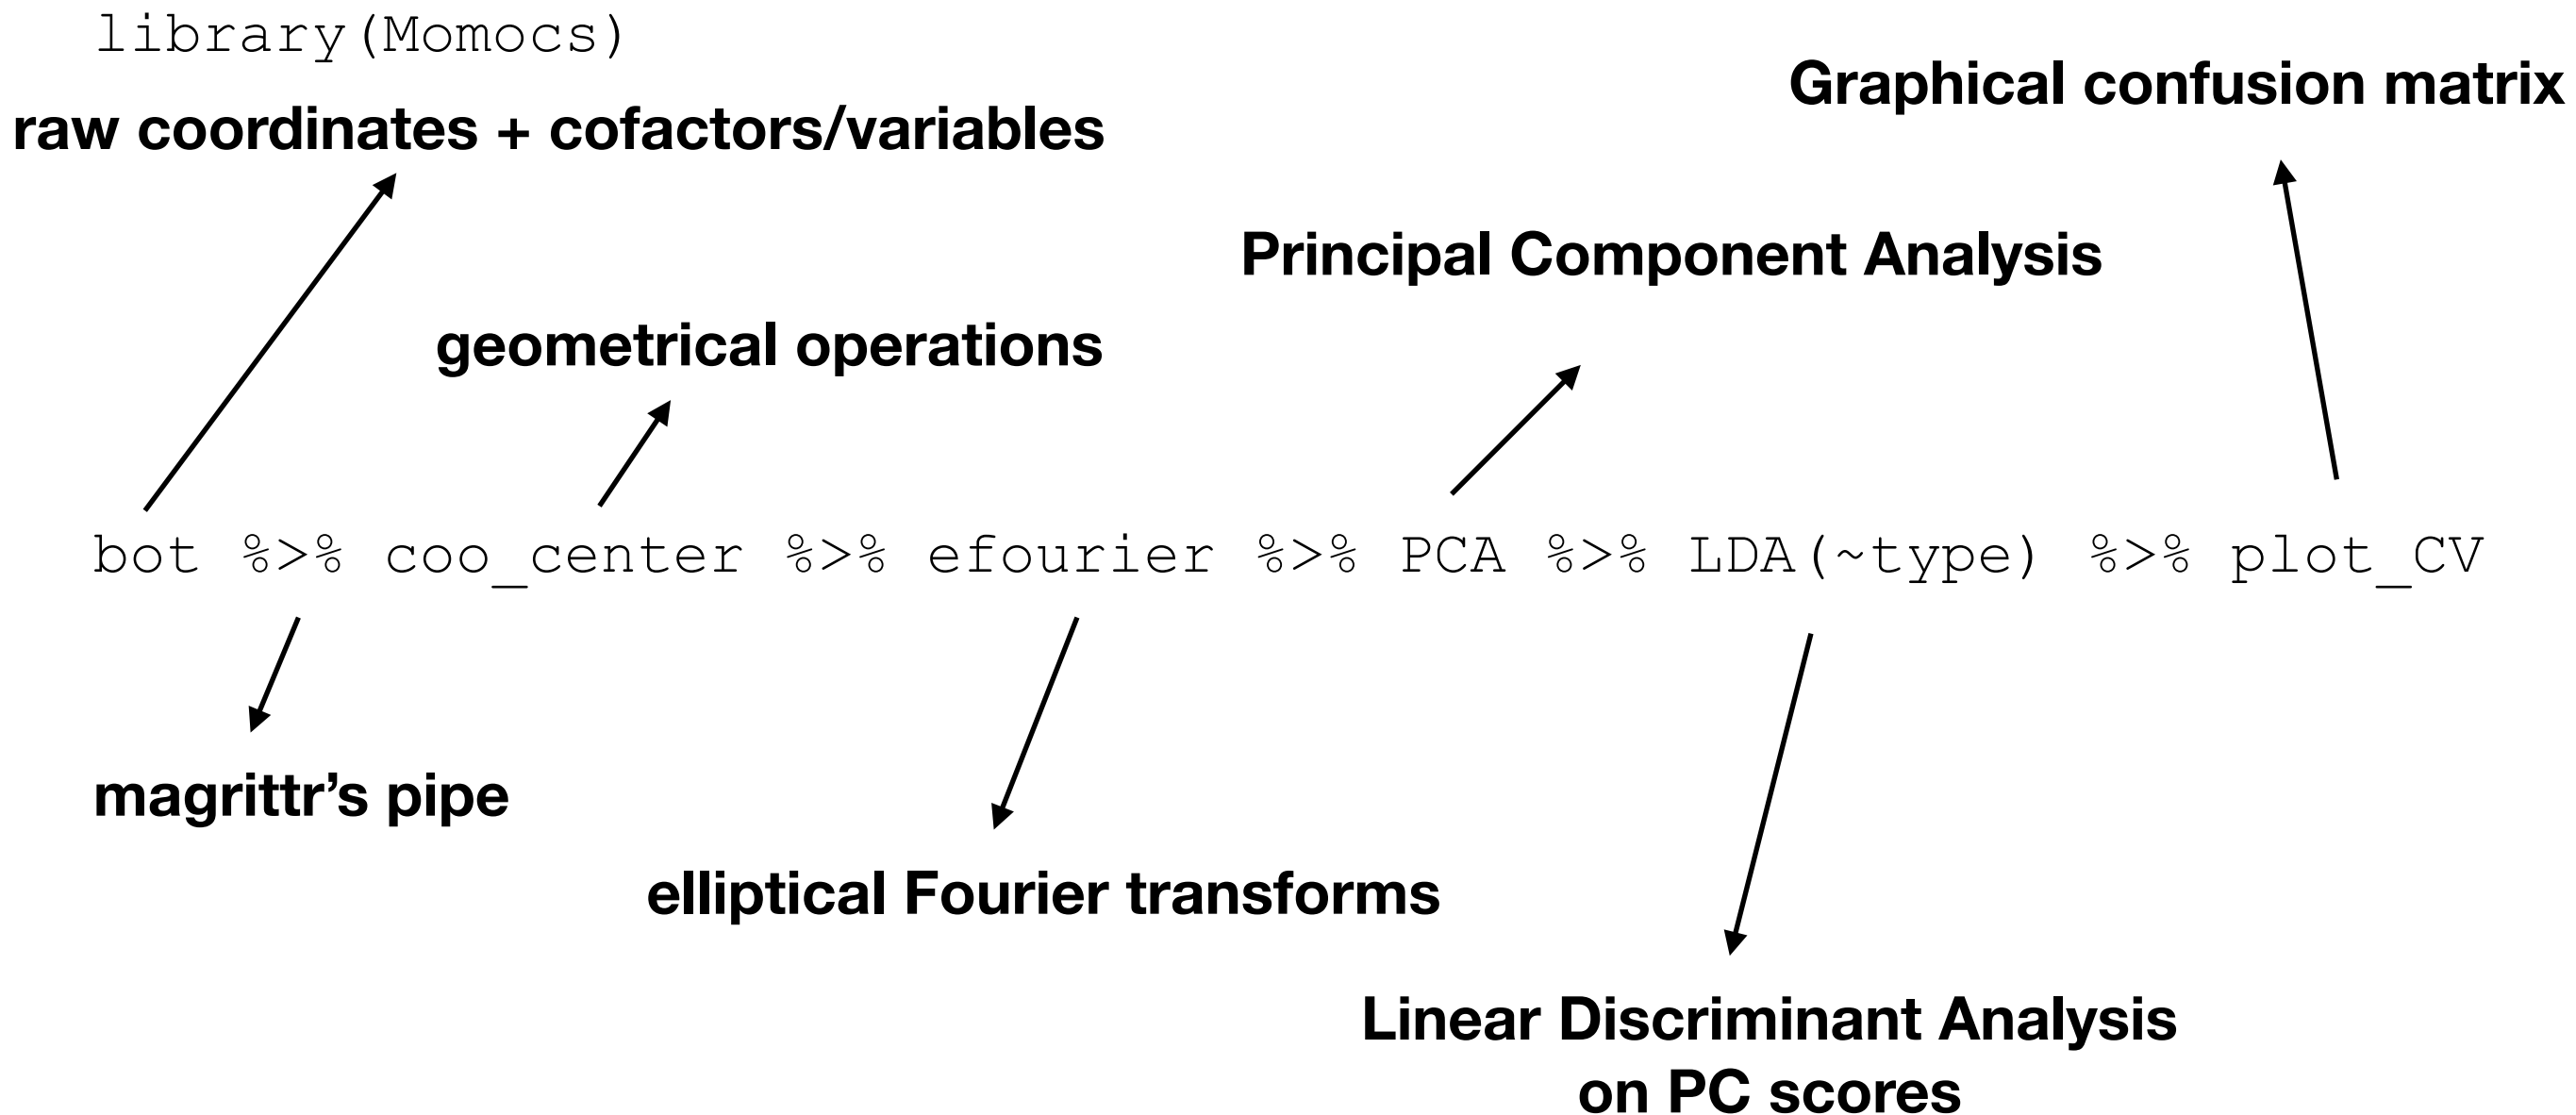 library(Momocs)
raw coordinates + cofactors/variables
Graphical confusion matrix
Principal Component Analysis
geometrical operations
bot %>% coo_center %>% efourier %>% PCA %>% LDA(~type) %>% plot_CV
magrittr’s pipe
elliptical Fourier transforms
Linear Discriminant Analysis
on PC scores